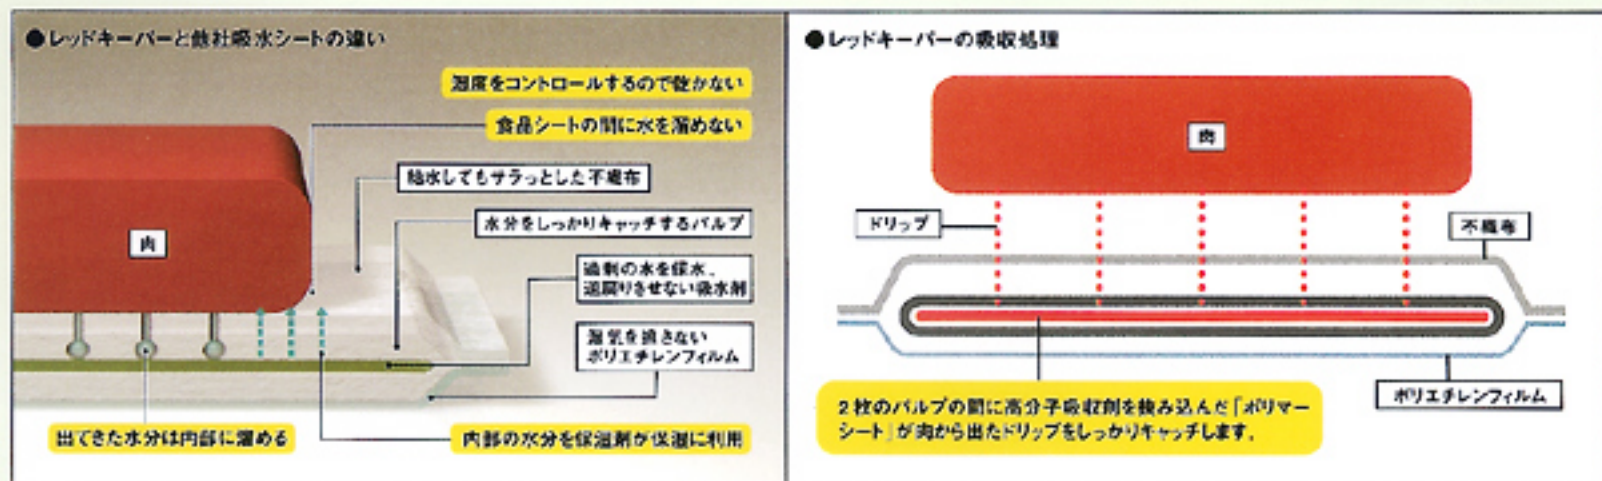 ●レッドキーパーと他社吸水シートの違い
湿度をコントロールするので乾かない
食品シートの間に水を溜めない
給水してもサラっとした不織布
水分をしっかりキャッチするパルプ
過剰の水を保水、
逆戻りさせない吸水剤
湿気を通さない
ポリエチレンフィルム
肉
出てきた水分は内部に溜める
内部の水分を保湿剤が保湿に利用
●レッドキーパーの吸収処理
肉
ドリップ
不織布
ポリエチレンフィルム
2枚のパルプの間に高分子吸収剤を挟み込んだ「ポリマー
シート」が肉から出たドリップをしっかりキャッチします。